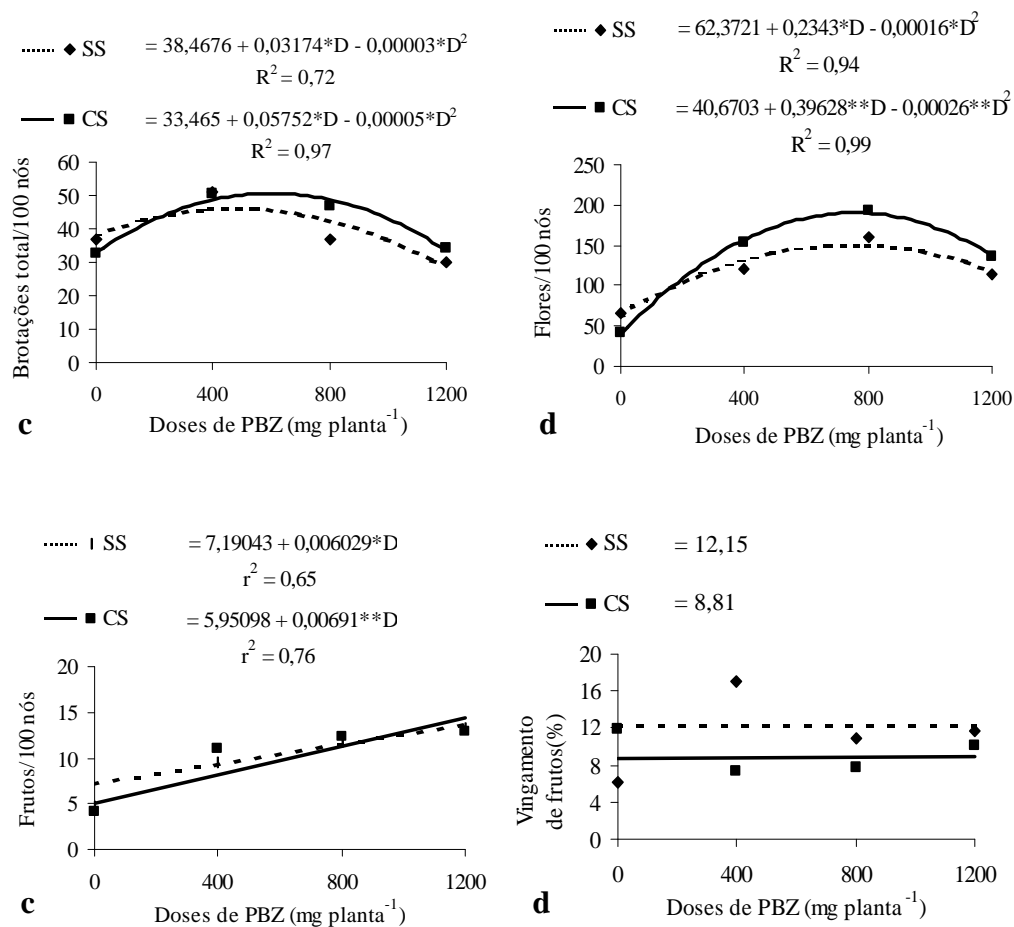 SS = 38,4676 + 0,03174*D - 0,00003*D²
R² = 0,72
CS = 33,465 + 0,05752*D - 0,00005*D²
R² = 0,97
60
50
40
30
20
10
0
Brotações total/100 nós
0 400 800 1200
Doses de PBZ (mg planta⁻¹)
c
SS = 62,3721 + 0,2343*D - 0,00016*D²
R² = 0,94
CS = 40,6703 + 0,39628**D - 0,00026**D²
R² = 0,99
250
200
150
100
50
0
Flores/100 nós
0 400 800 1200
Doses de PBZ (mg planta⁻¹)
d
SS = 7,19043 + 0,006029*D
r² = 0,65
CS = 5,95098 + 0,00691**D
r² = 0,76
20
15
10
5
0
Frutos/100 nós
0 400 800 1200
Doses de PBZ (mg planta⁻¹)
c
SS = 12,15
CS = 8,81
20
16
12
8
4
0
Vingamento
de frutos(%)
0 400 800 1200
Doses de PBZ (mg planta⁻¹)
d